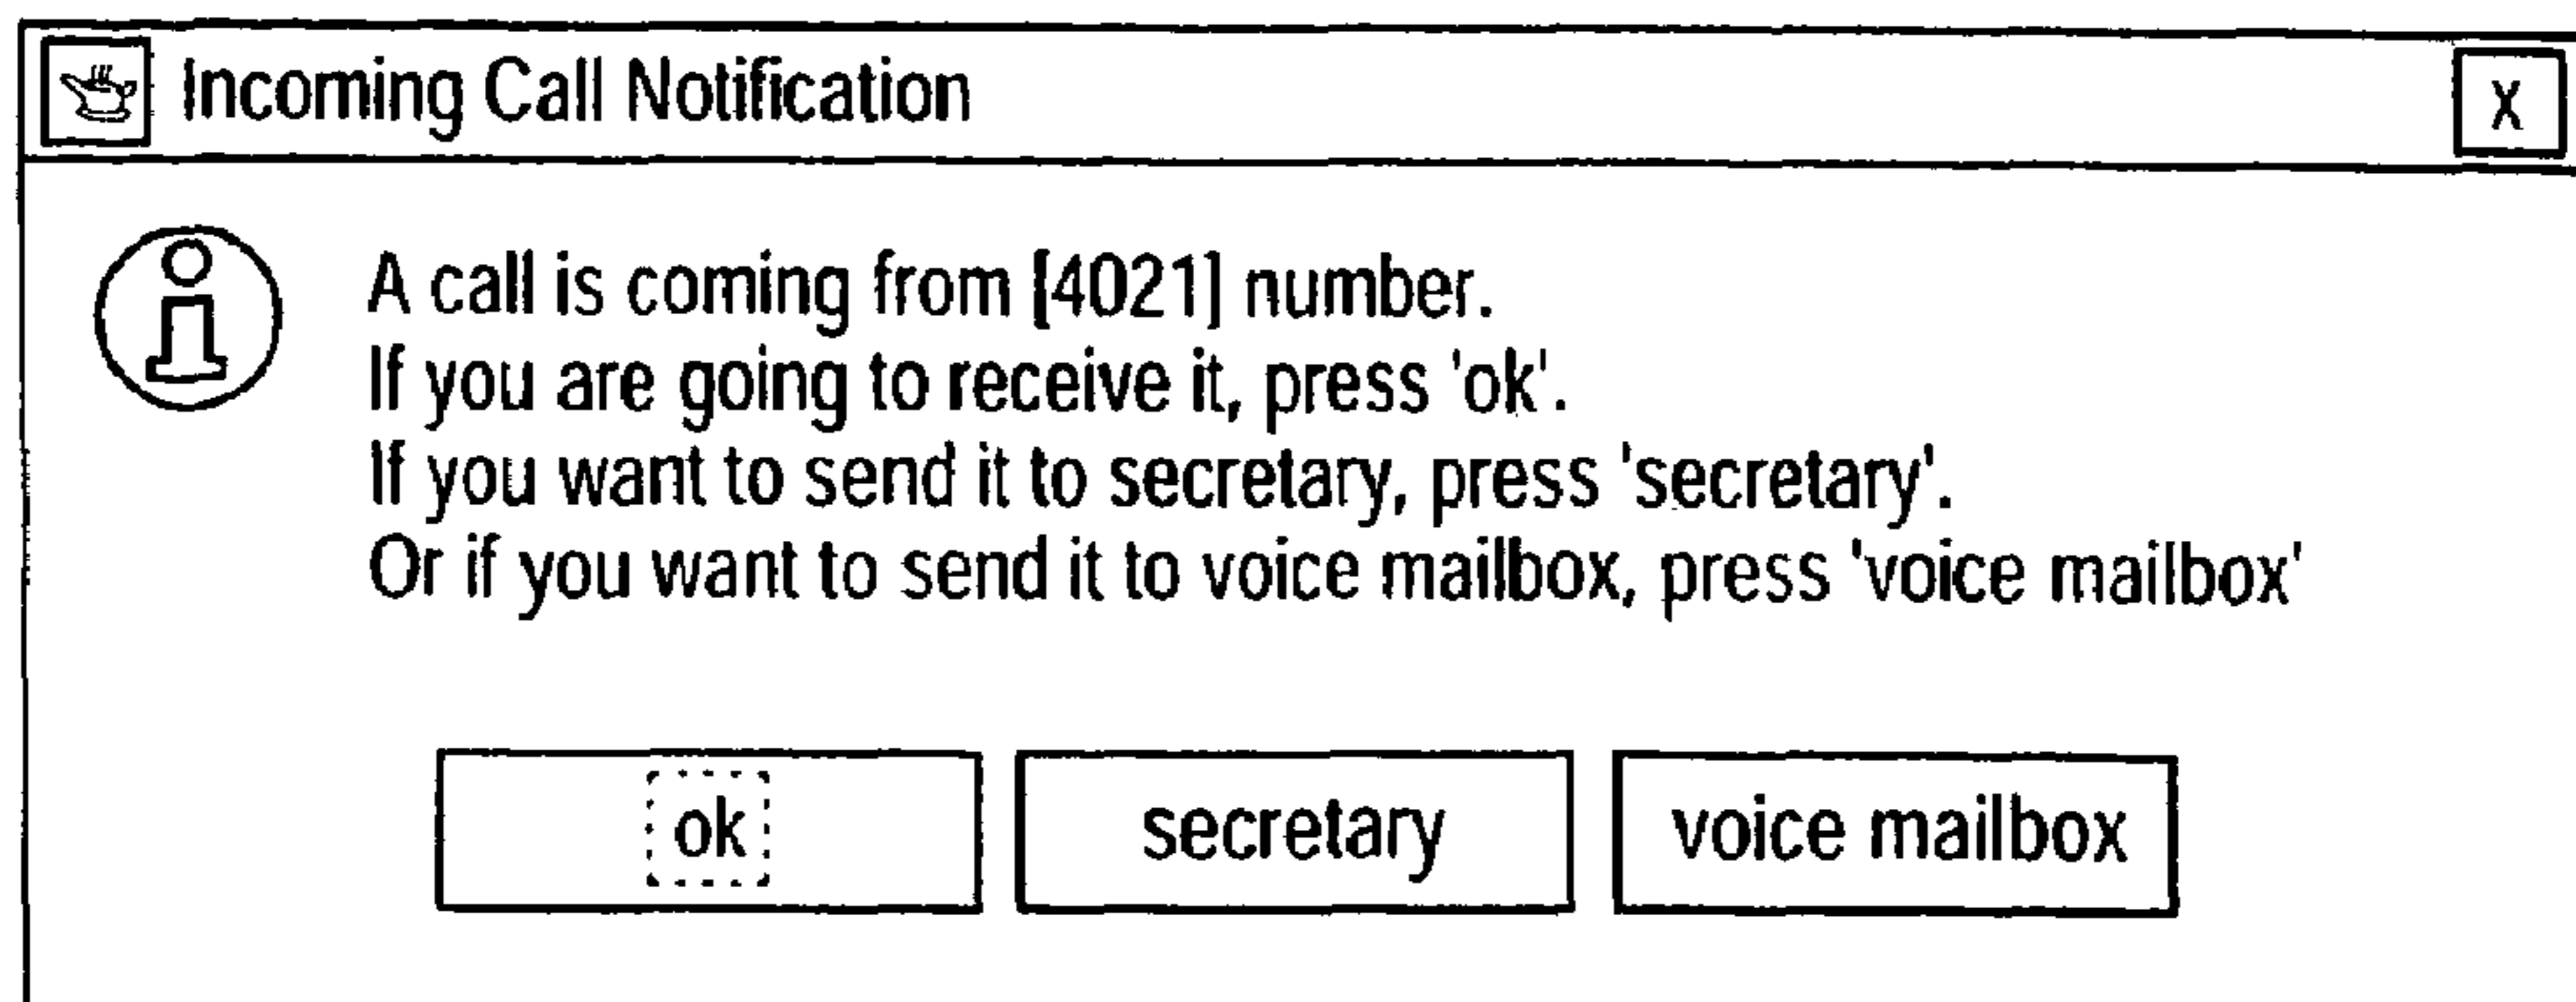 Incoming Call Notification X
A call is coming from [4021] number.
If you are going to receive it, press 'ok'.
If you want to send it to secretary, press 'secretary'.
Or if you want to send it to voice mailbox, press 'voice mailbox'
ok secretary voice mailbox